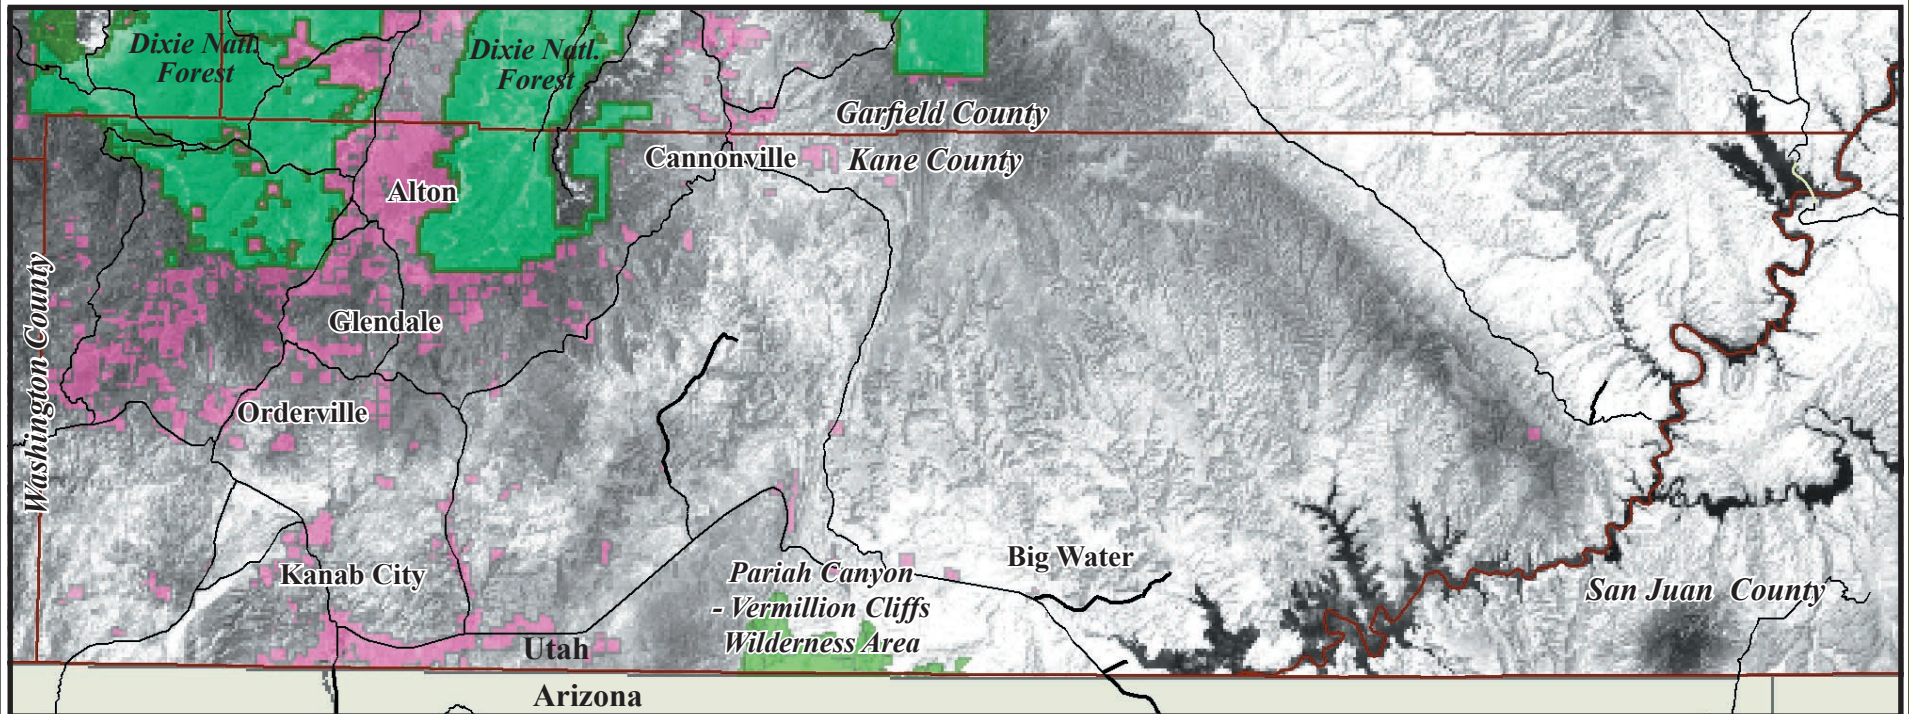 Dixie Natl.
Forest
Dixie Natl.
Forest
Garfield County
Cannonville
Kane County
Alton
Washington County
Glendale
Orderville
Kanab City
Big Water
Pariah Canyon
- Vermillion Cliffs
Wilderness Area
San Juan County
Utah
Arizona